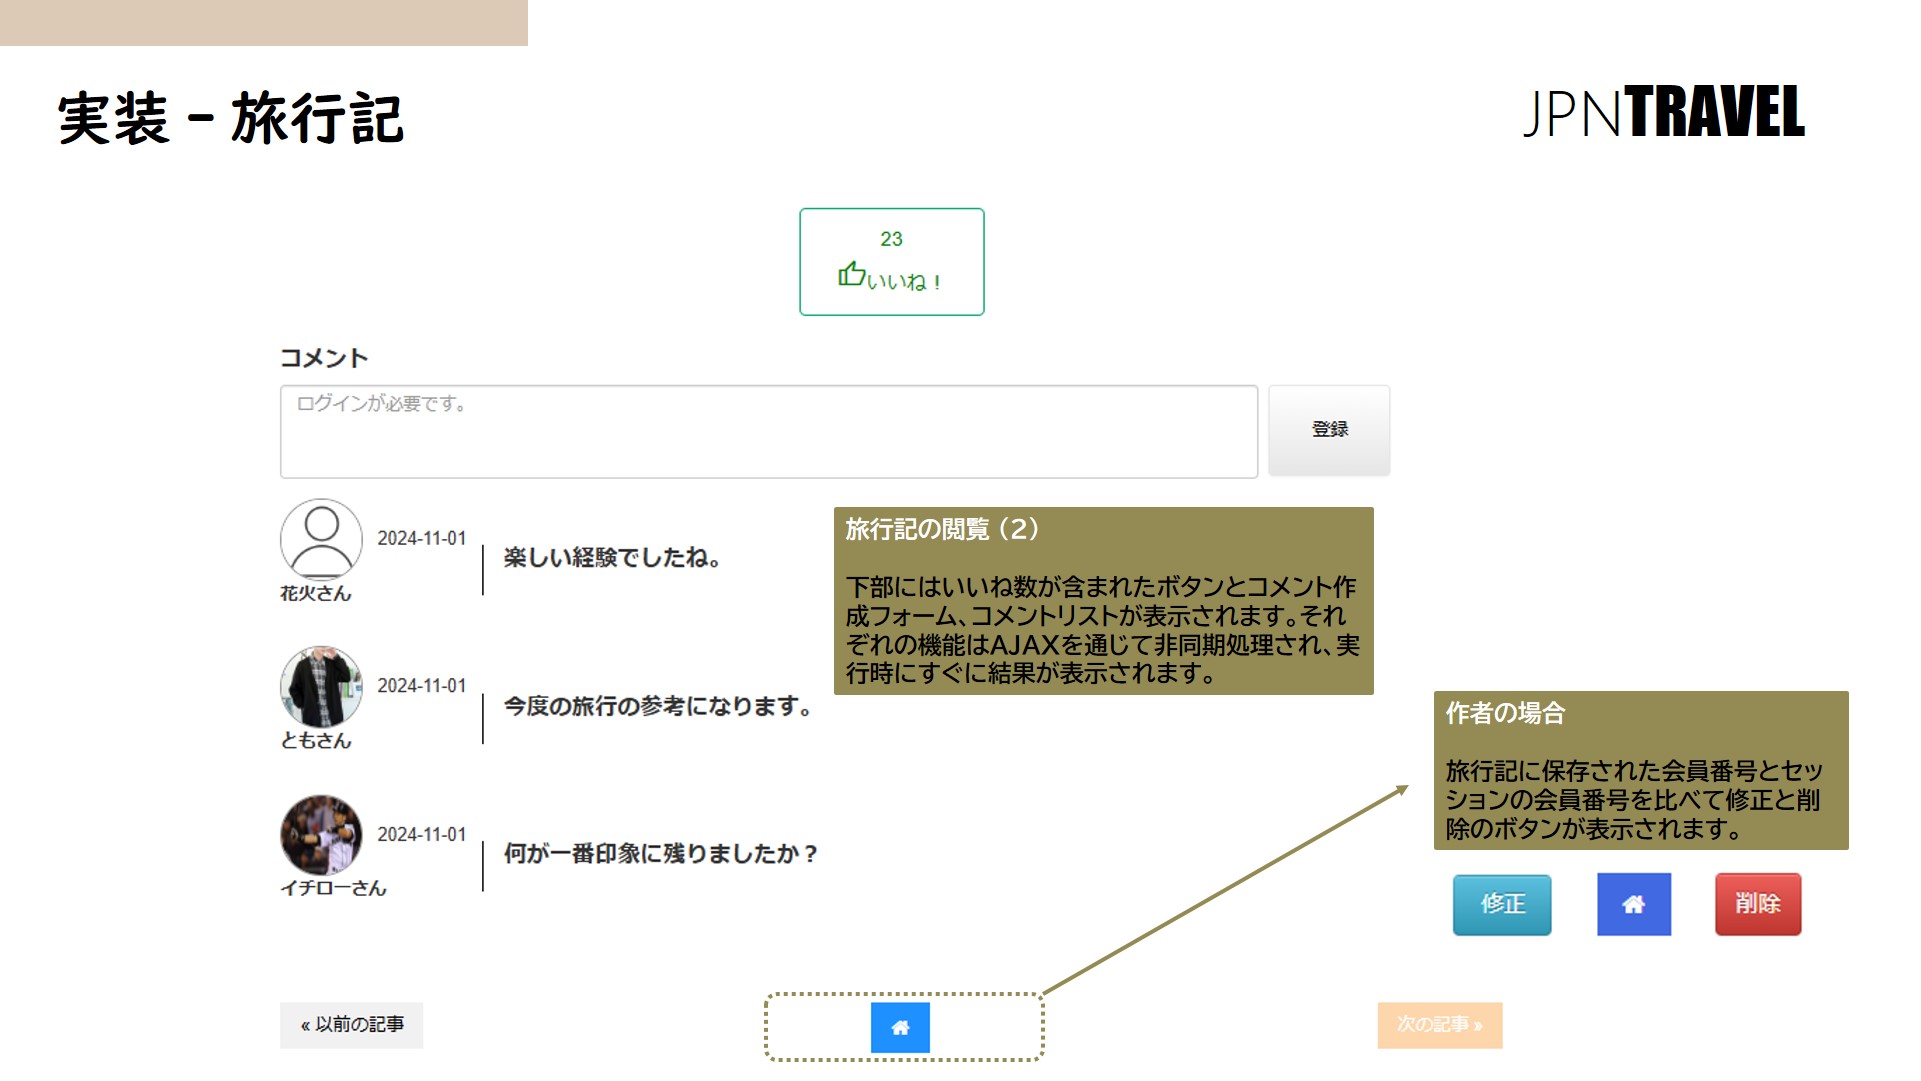 実装 – 旅行記
JPNTRAVEL
23
いいね！
コメント
ログインが必要です。
登録
2024-11-01
楽しい経験でしたね。
花火さん
2024-11-01
今度の旅行の参考になります。
ともさん
2024-11-01
何が一番印象に残りましたか？
イチローさん
旅行記の閲覧（2）
下部にはいいね数が含まれたボタンとコメント作
成フォーム、コメントリストが表示されます。それ
ぞれの機能はAJAXを通じて非同期処理され、実
行時にすぐに結果が表示されます。
作者の場合
旅行記に保存された会員番号とセッ
ションの会員番号を比べて修正と削
除のボタンが表示されます。
修正
削除
« 以前の記事
次の記事 »